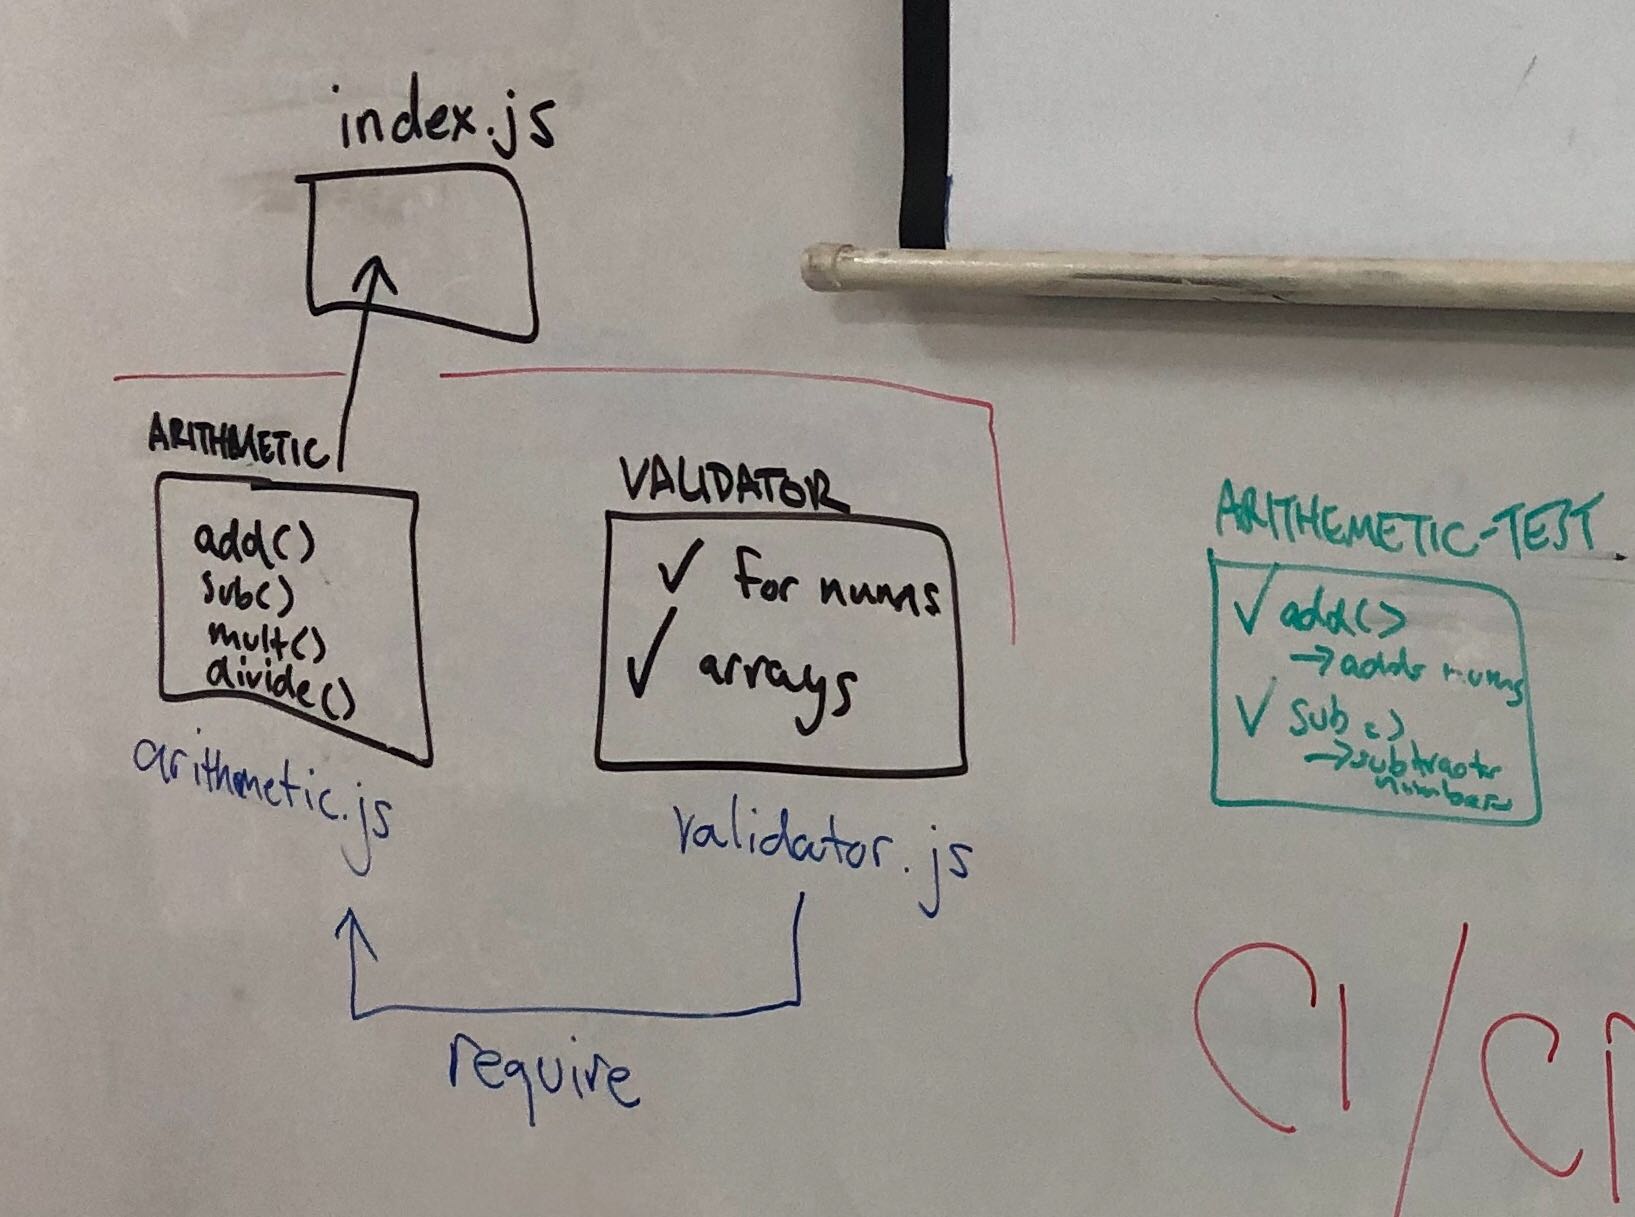 index.js
ARITHMETIC
add()
sub()
mult()
divide()
arithmetic.js
VALIDATOR
✓ for nums
✓ arrays
validator.js
require
ARITHEMETIC-TEST
✓ add()
→ adds nums
✓ sub()
→ subtracts
numbers
CI/C